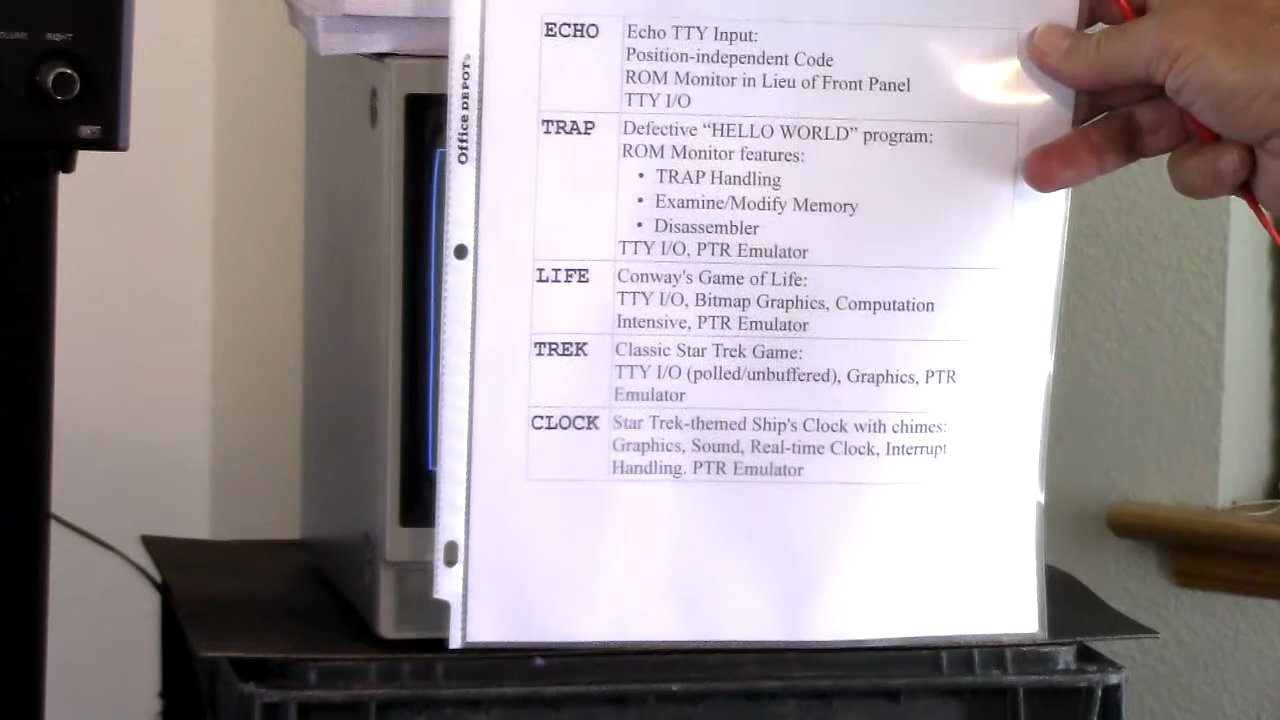 VOLUME
RIGHT
Office DEPOT
ECHO
Echo TTY Input:
Position-independent Code
ROM Monitor in Lieu of Front Panel
TTY I/O
TRAP
Defective “HELLO WORLD” program:
ROM Monitor features:
• TRAP Handling
• Examine/Modify Memory
• Disassembler
TTY I/O, PTR Emulator
LIFE
Conway's Game of Life:
TTY I/O, Bitmap Graphics, Computation
Intensive, PTR Emulator
TREK
Classic Star Trek Game:
TTY I/O (polled/unbuffered), Graphics, PTR
Emulator
CLOCK
Star Trek-themed Ship's Clock with chimes:
Graphics, Sound, Real-time Clock, Interrupt
Handling. PTR Emulator